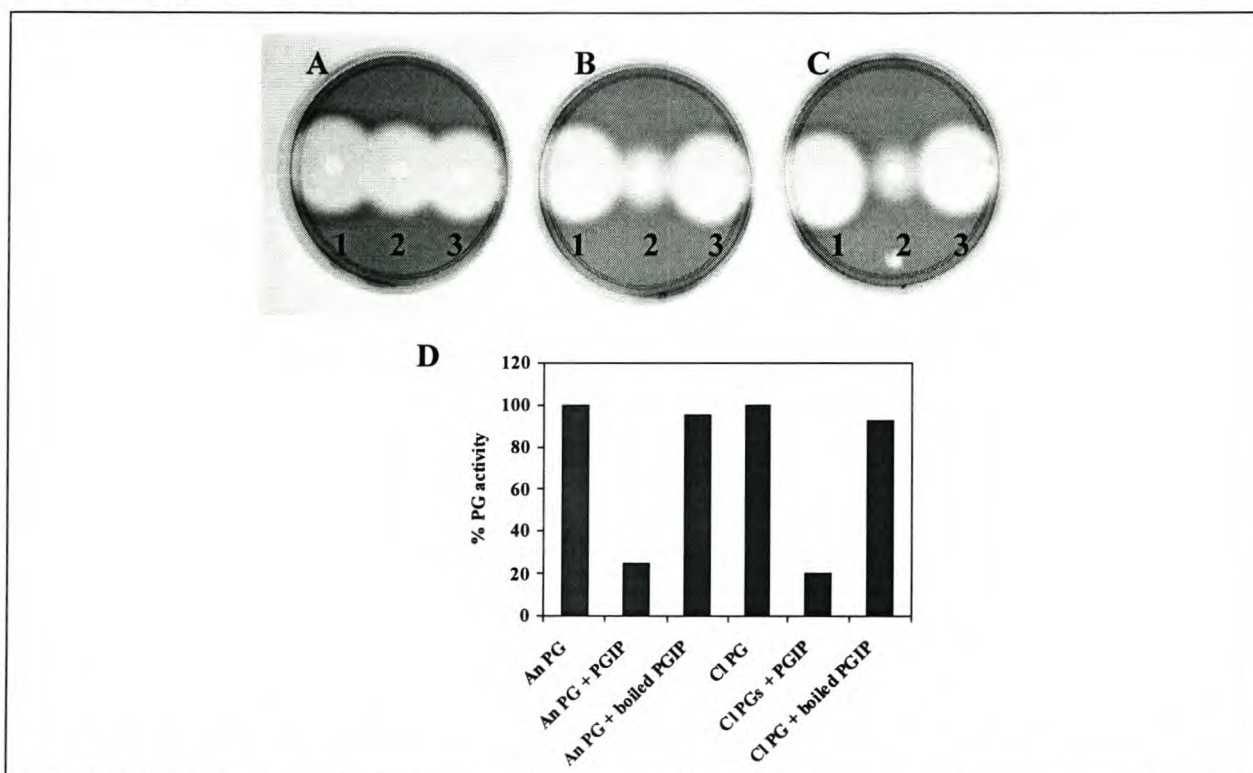 A B C
1 2 3 1 2 3 1 2 3
D
% PG activity
120
100
80
60
40
20
0
An PG
An PG + PGIP
An PG + boiled PGIP
Cl PG
Cl PGs + PGIP
Cl PG + boiled PGIP